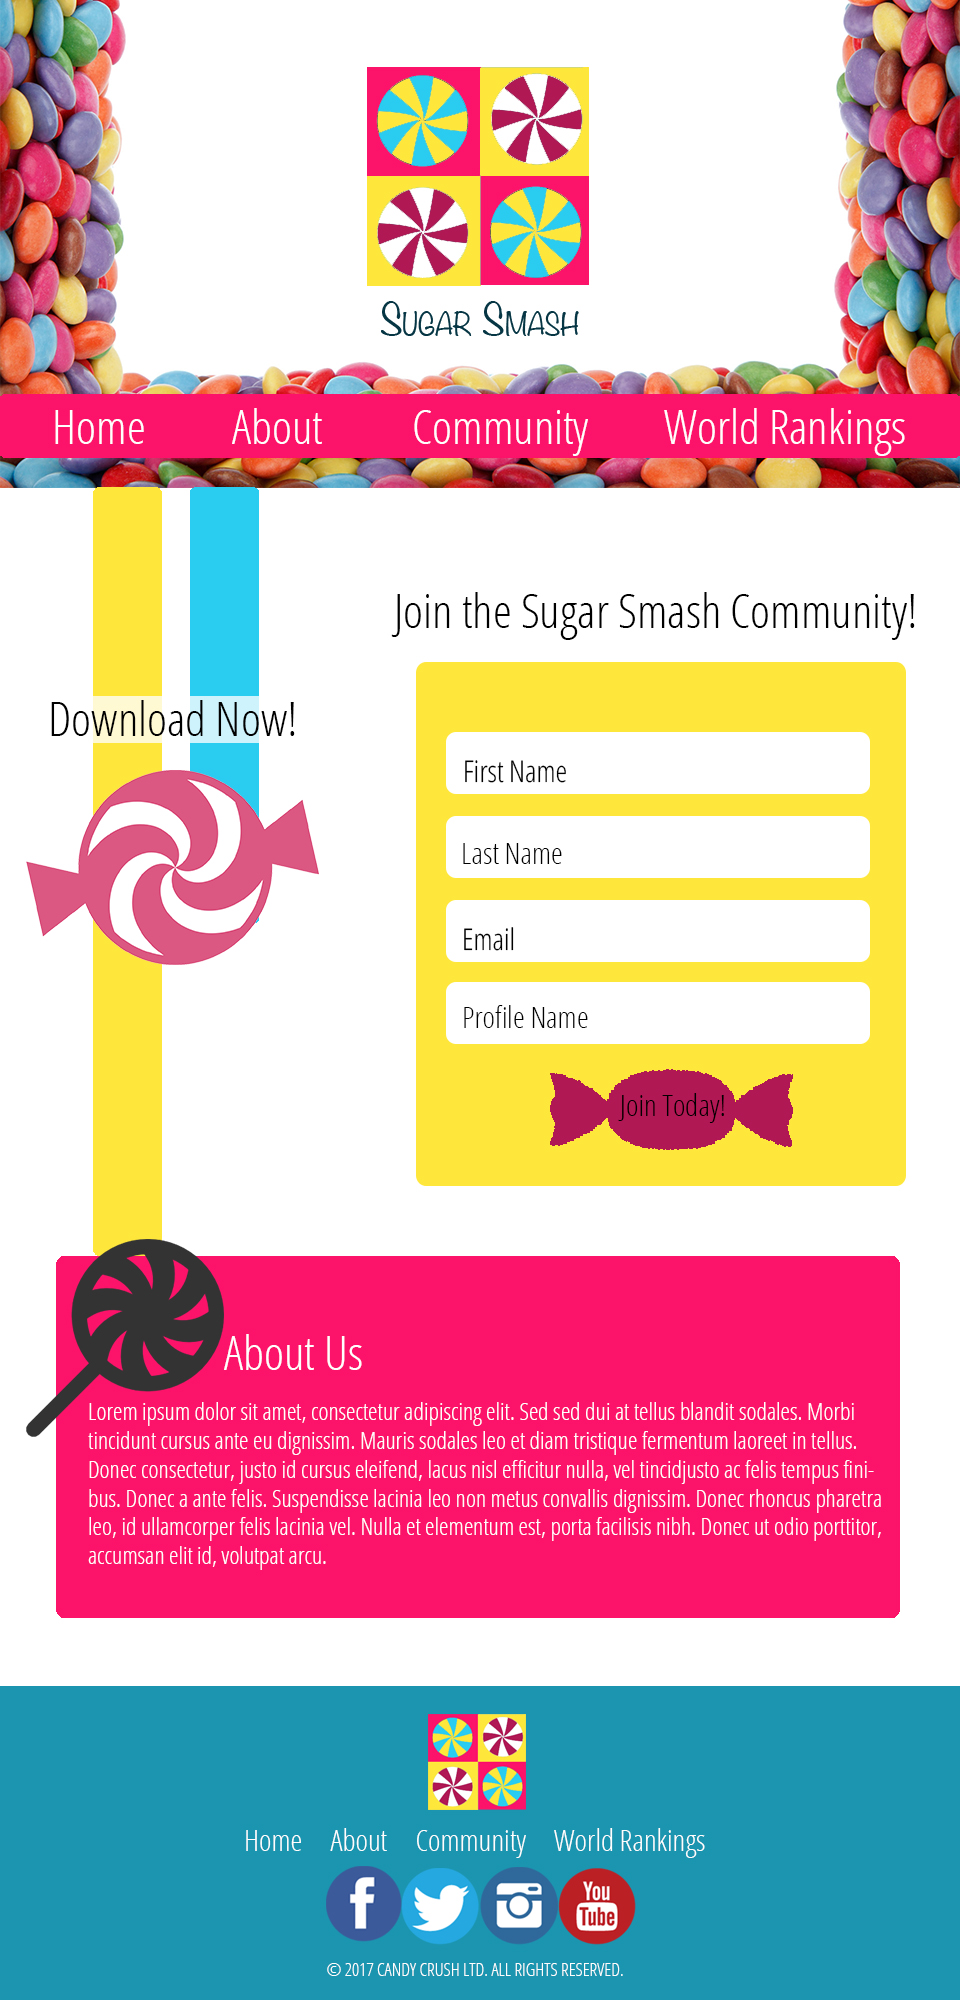 Sugar Smash
Home About Community World Rankings
Join the Sugar Smash Community!
Download Now!
First Name
Last Name
Email
Profile Name
Join Today!
About Us
Lorem ipsum dolor sit amet, consectetur adipiscing elit. Sed sed dui at tellus blandit sodales. Morbi
tincidunt cursus ante eu dignissim. Mauris sodales leo et diam tristique fermentum laoreet in tellus.
Donec consectetur, justo id cursus eleifend, lacus nisl efficitur nulla, vel tincidjusto ac felis tempus fini-
bus. Donec a ante felis. Suspendisse lacinia leo non metus convallis dignissim. Donec rhoncus pharetra
leo, id ullamcorper felis lacinia vel. Nulla et elementum est, porta facilisis nibh. Donec ut odio porttitor,
accumsan elit id, volutpat arcu.
Home About Community World Rankings
f
You
Tube
© 2017 CANDY CRUSH LTD. ALL RIGHTS RESERVED.